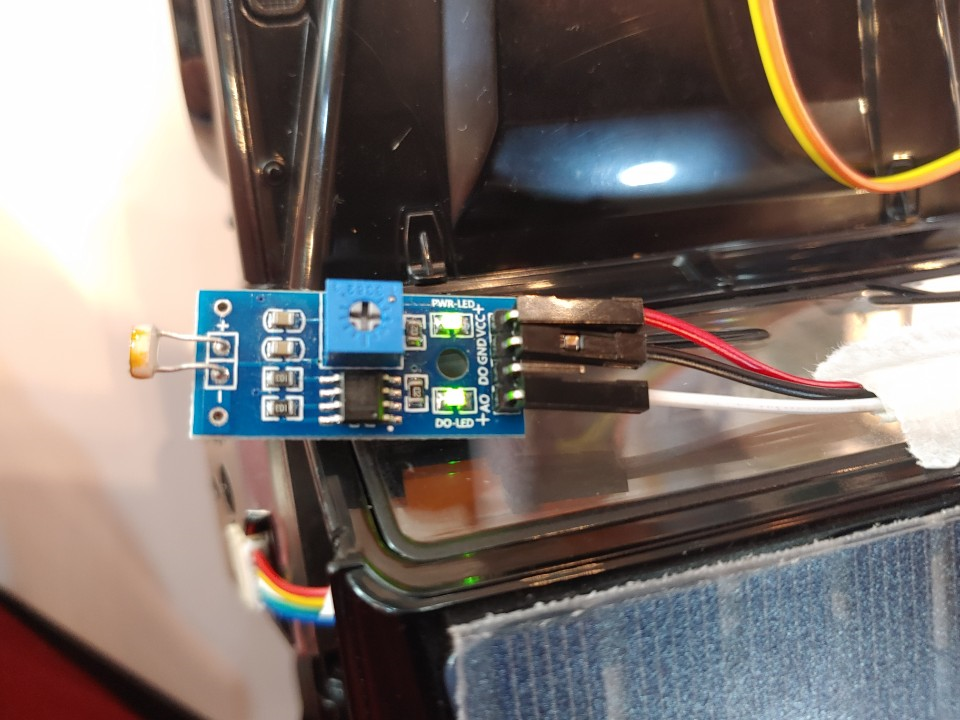 PWR-LED
VCC
GND
DO
AO
DO-LED
+
-
+
+